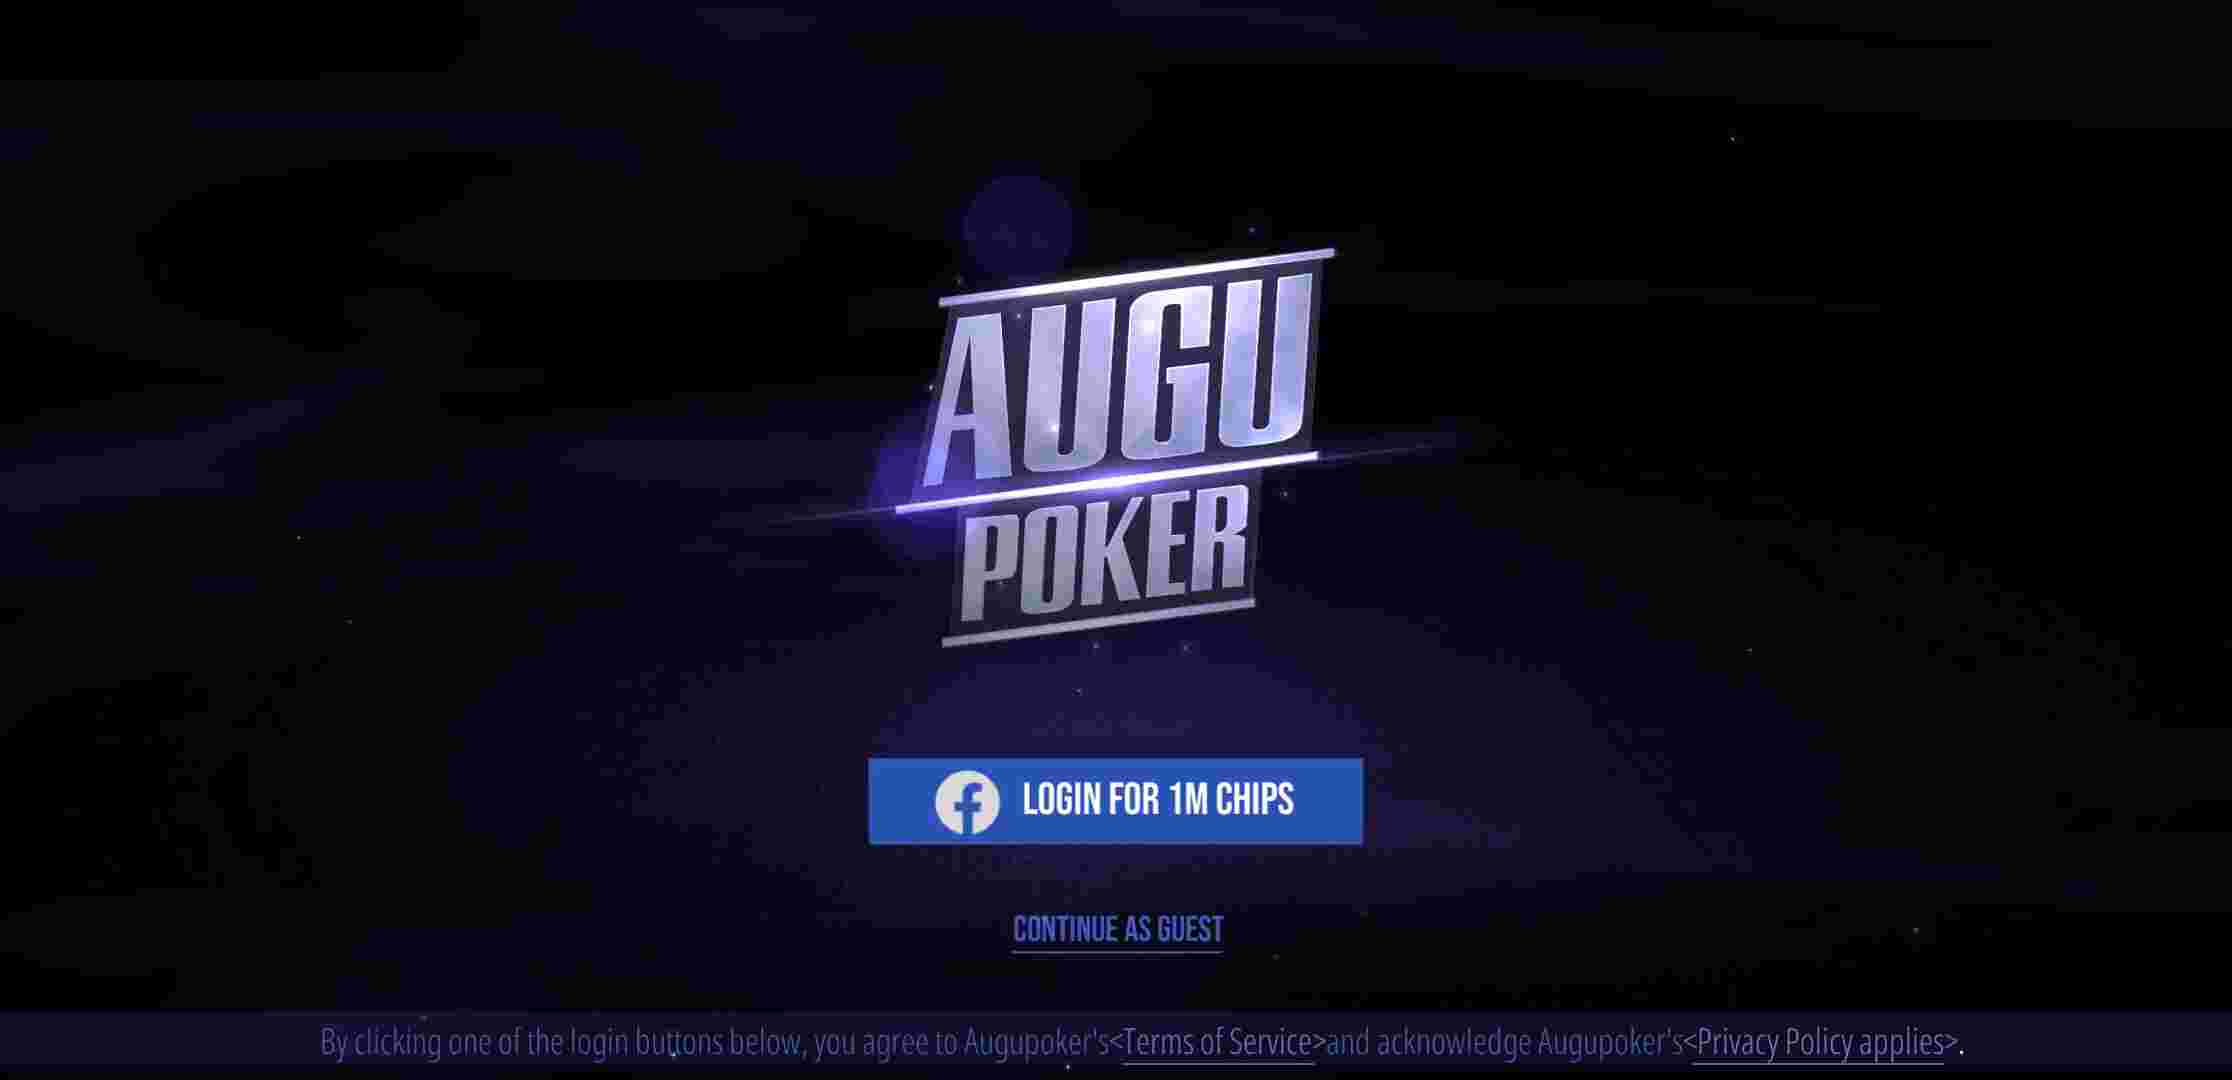 AUGU
POKER
LOGIN FOR 1M CHIPS
CONTINUE AS GUEST
By clicking one of the login buttons below, you agree to Augupoker's<Terms of Service>and acknowledge Augupoker's<Privacy Policy applies>.